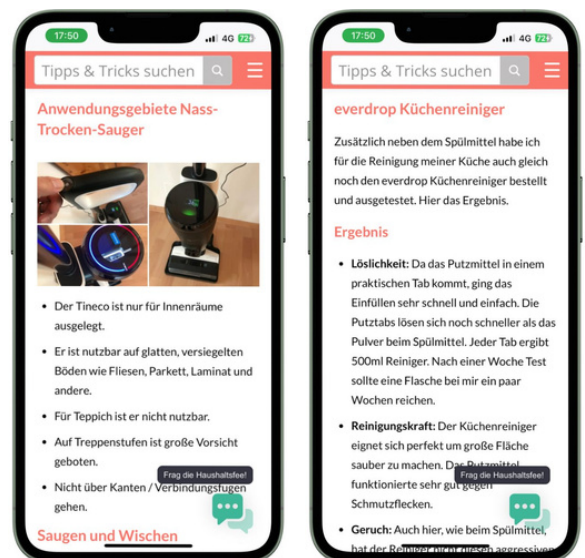 17:50
4G 72
Tipps & Tricks suchen
Anwendungsgebiete Nass-
Trocken-Sauger
• Der Tineco ist nur für Innenräume
ausgelegt.
• Er ist nutzbar auf glatten, versiegelten
Böden wie Fliesen, Parkett, Laminat und
andere.
• Für Teppich ist er nicht nutzbar.
• Auf Treppenstufen ist große Vorsicht
geboten.
Frag die Haushaltsfee!
• Nicht über Kanten / Verbindungsfugen
gehen.
Saugen und Wischen
17:50
4G 72
Tipps & Tricks suchen
everdrop Küchenreiniger
Zusätzlich neben dem Spülmittel habe ich
für die Reinigung meiner Küche auch gleich
noch den everdrop Küchenreiniger bestellt
und ausgetestet. Hier das Ergebnis.
Ergebnis
• Löslichkeit: Da das Putzmittel in einem
praktischen Tab kommt, ging das
Einfüllen sehr schnell und einfach. Die
Putztabs lösen sich noch schneller als das
Pulver beim Spülmittel. Jeder Tab ergibt
500ml Reiniger. Nach einer Woche Test
sollte eine Flasche bei mir ein paar
Wochen reichen.
• Reinigungskraft: Der Küchenreiniger
eignet sich perfekt um große Fläche
sauber zu machen. Das Putzmittel
Frag die Haushaltsfee!
funktionierte sehr gut gegen
Schmutzflecken.
• Geruch: Auch hier, wie beim Spülmittel,
hat der Reiniger nicht diesen aggressiven